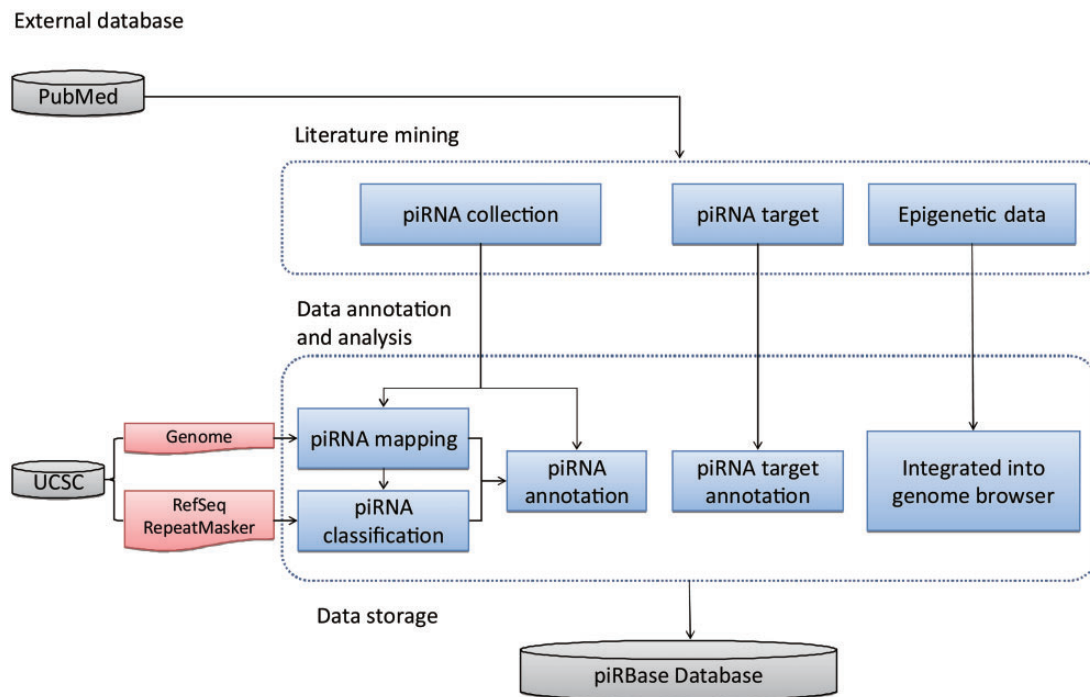 External database
PubMed
Literature mining
piRNA collection
piRNA target
Epigenetic data
Data annotation
and analysis
Genome
piRNA mapping
UCSC
RefSeq
RepeatMasker
piRNA
classification
piRNA
annotation
piRNA target
annotation
Integrated into
genome browser
Data storage
piRBase Database